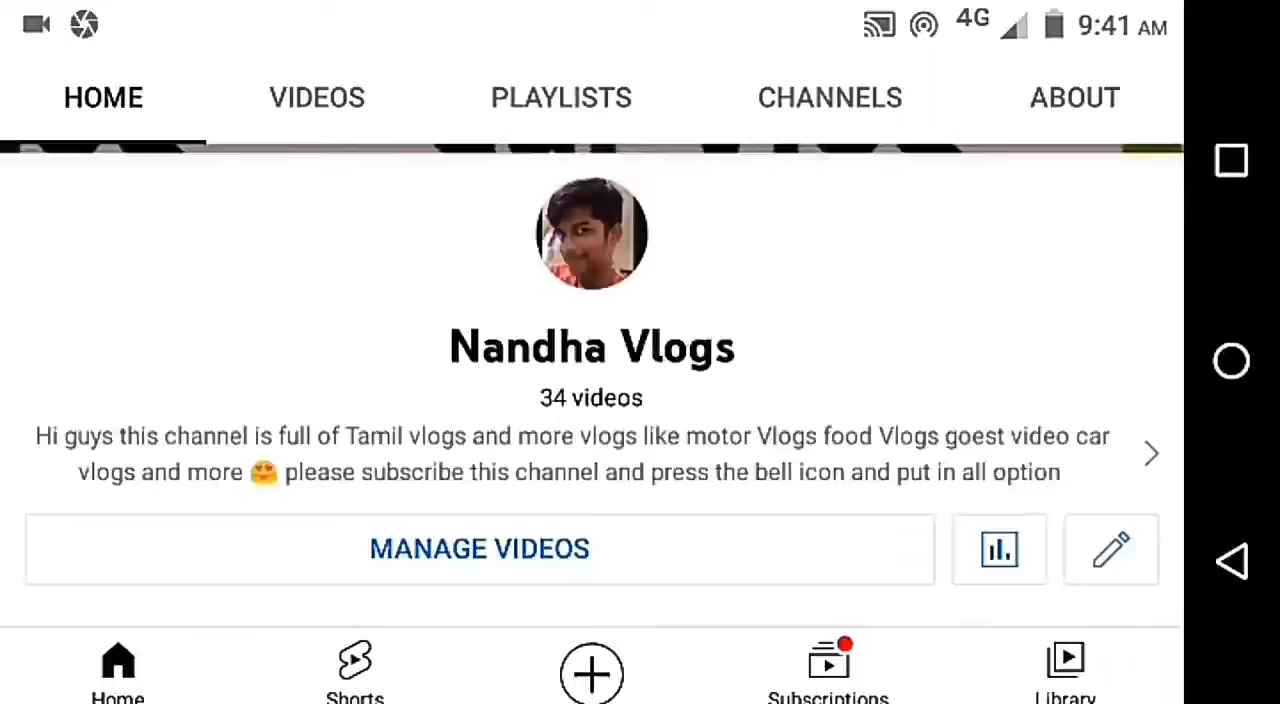 4G 9:41 AM
HOME VIDEOS PLAYLISTS CHANNELS ABOUT
Nandha Vlogs
34 videos
Hi guys this channel is full of Tamil vlogs and more vlogs like motor Vlogs food Vlogs goest video car
vlogs and more 😍 please subscribe this channel and press the bell icon and put in all option
MANAGE VIDEOS
Home Shorts Subscriptions Library